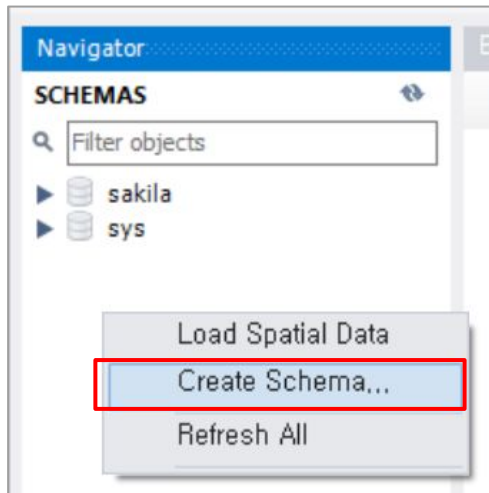 Navigator
SCHEMAS
Filter objects
sakila
sys
Load Spatial Data
Create Schema...
Refresh All